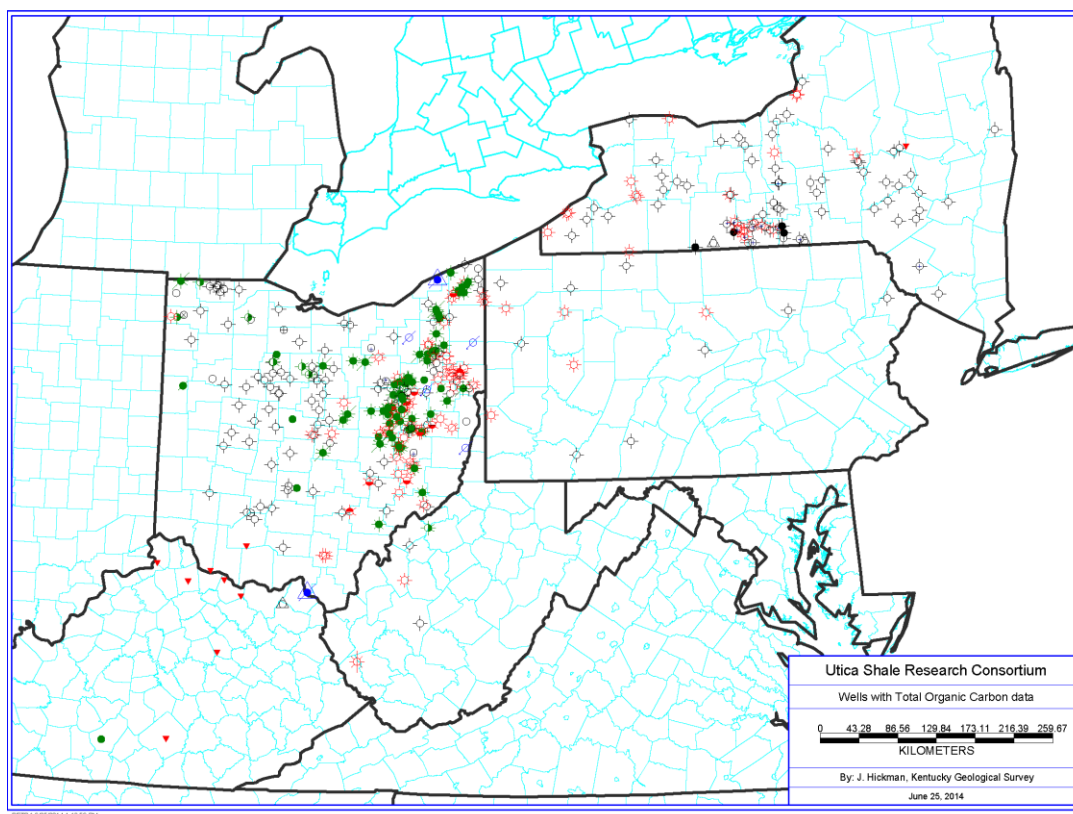 Utica Shale Research Consortium
Wells with Total Organic Carbon data
0 43.28 86.56 129.84 173.11 216.39 259.67
KILOMETERS
By: J. Hickman, Kentucky Geological Survey
June 25, 2014